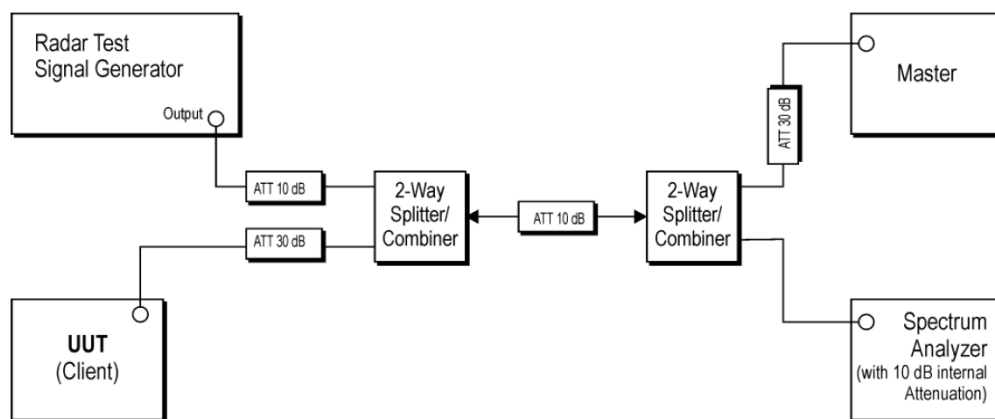 Radar Test
Signal Generator
Output
ATT 10 dB
ATT 30 dB
2-Way
Splitter/
Combiner
ATT 10 dB
2-Way
Splitter/
Combiner
ATT 30 dB
Master
UUT
(Client)
Spectrum
Analyzer
(with 10 dB internal
Attenuation)